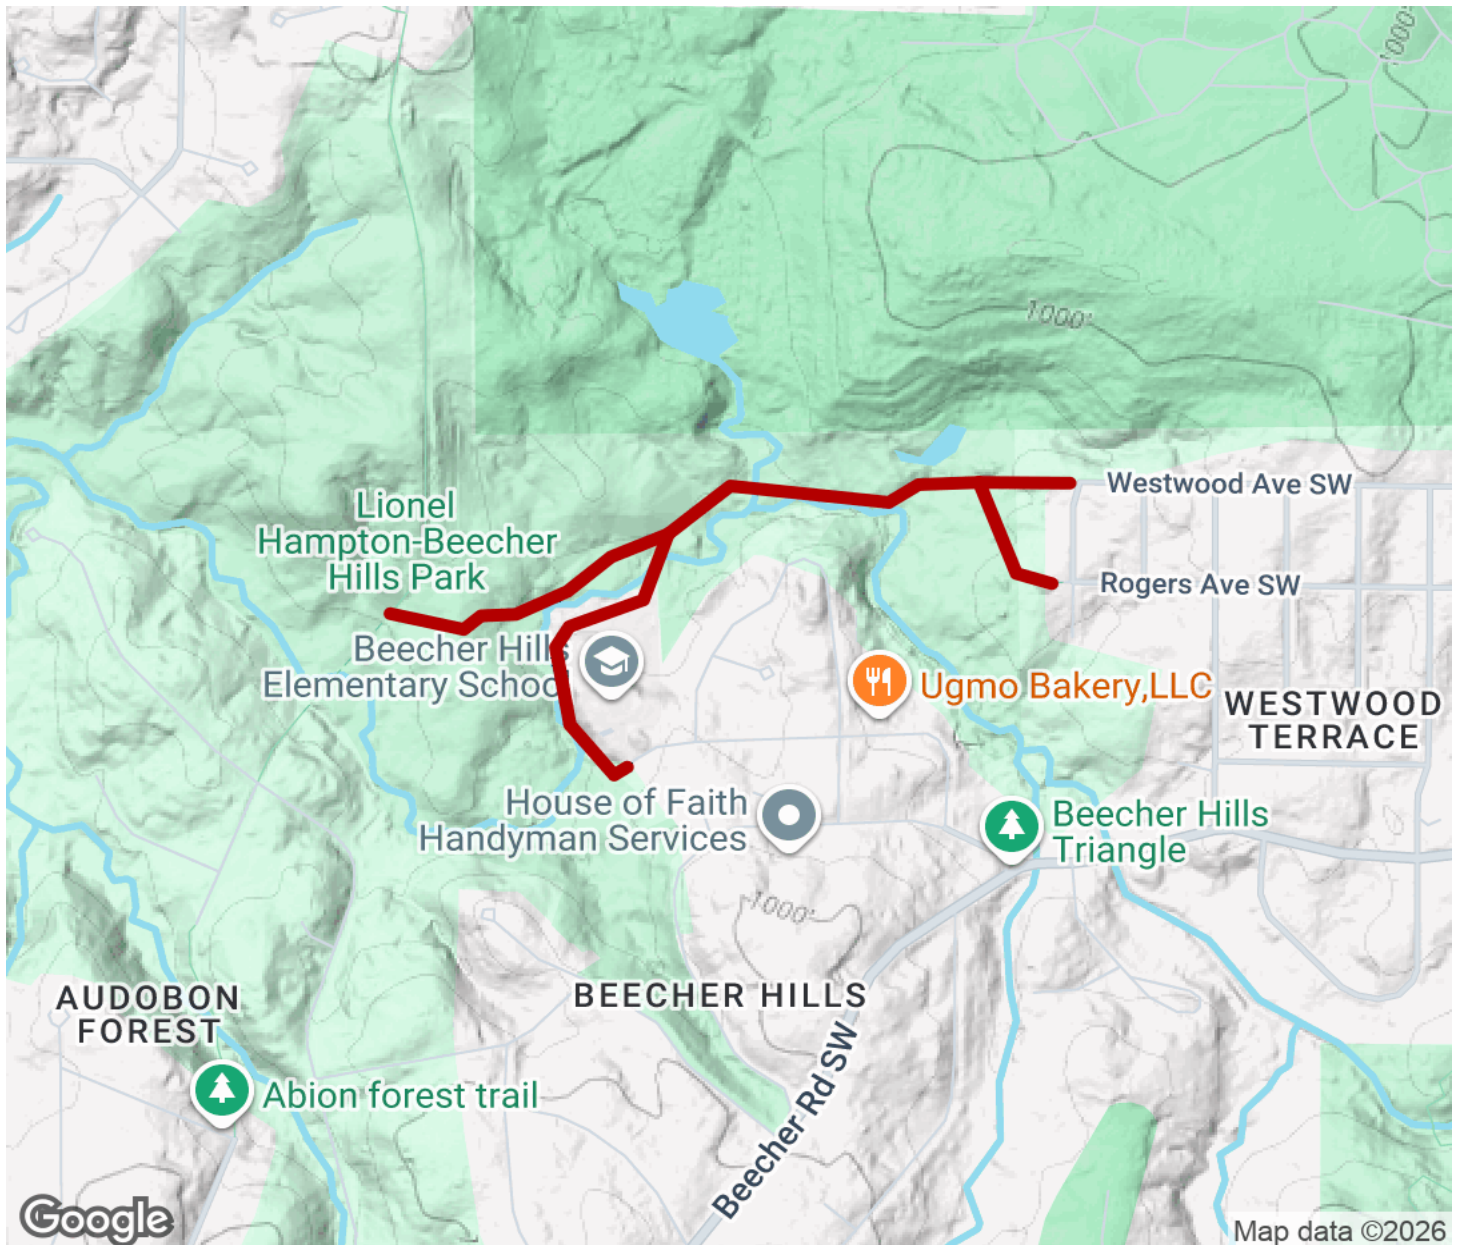 1000'
1000'
Westwood Ave SW
Lionel
Hampton-Beecher
Hills Park
Rogers Ave SW
Beecher Hills
Elementary School
Ugmo Bakery,LLC
WESTWOOD
TERRACE
House of Faith
Handyman Services
Beecher Hills
Triangle
1000'
AUDOBON
FOREST
BEECHER HILLS
Beecher Rd SW
Abion forest trail
Google
Map data ©2026